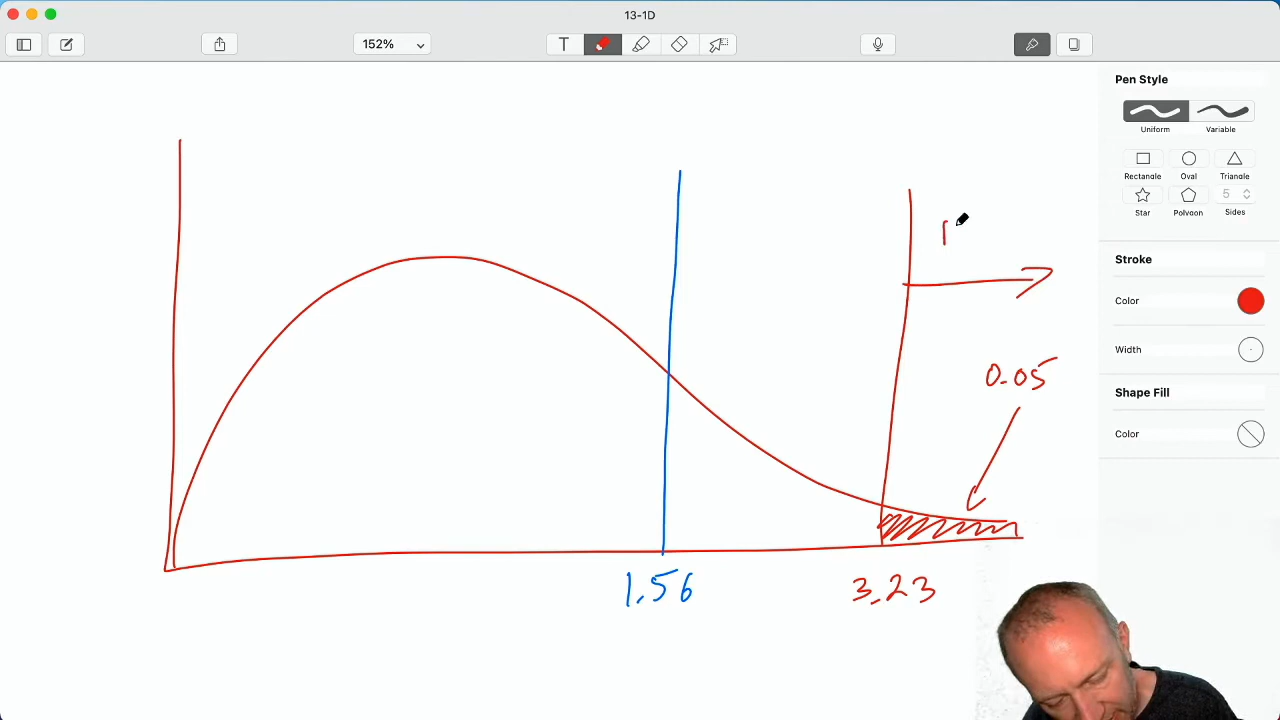 13-1D
152%
T
Pen Style
Uniform
Variable
Rectangle
Oval
Triangle
Star
Polygon
5
Sides
Stroke
Color
Width
Shape Fill
Color
0.05
1.56
3.23